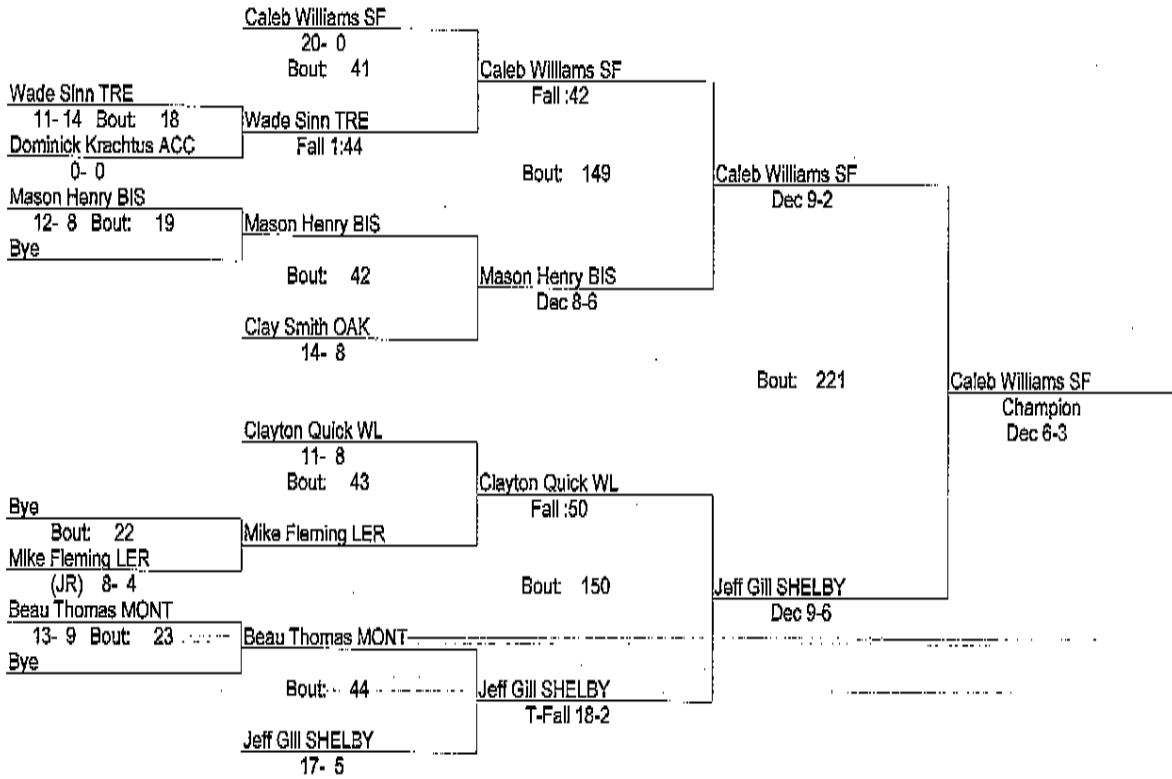 Caleb Williams SF
20- 0
Bout: 41
Caleb Williams SF
Fall :42
Wade Sinn TRE
11- 14 Bout: 18
Wade Sinn TRE
Fall 1:44
Dominick Krachtus ACC
0- 0
Bout: 149
Caleb Williams SF
Dec 9-2
Mason Henry BIS
12- 8 Bout: 19
Mason Henry BIS
Bye
Bout: 42
Mason Henry BIS
Dec 8-6
Clay Smith OAK
14- 8
Bout: 221
Caleb Williams SF
Champion
Dec 6-3
Clayton Quick WL
11- 8
Bout: 43
Clayton Quick WL
Fall :50
Bye
Bout: 22
Mike Fleming LER
Mike Fleming LER
(JR) 8- 4
Bout: 150
Jeff Gill SHELBY
Dec 9-6
Beau Thomas MONT
13- 9 Bout: 23
Beau Thomas MONT
Bye
Bout: 44
Jeff Gill SHELBY
T-Fall 18-2
Jeff Gill SHELBY
17- 5